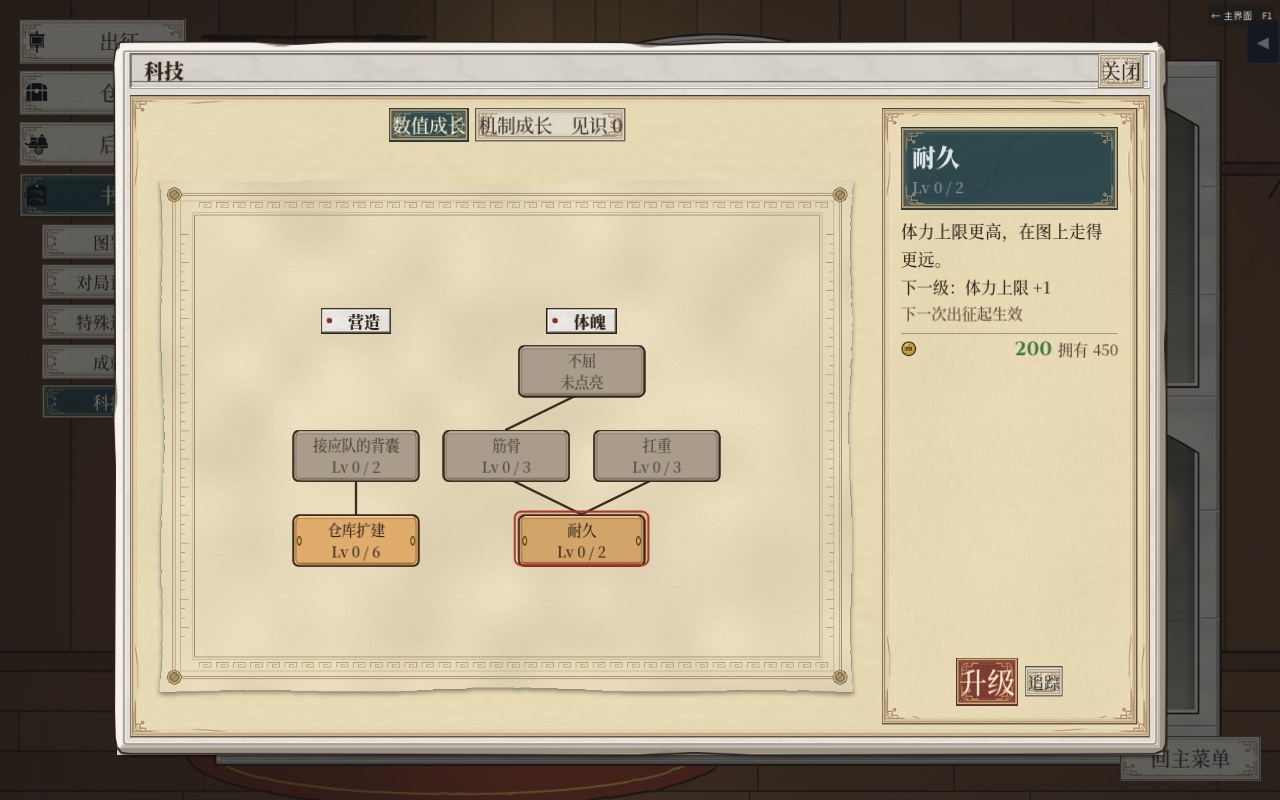 ← 主界面 F1
出征
科技
关闭
数值成长
机制成长 见识 0
图
对局
特殊
科
营造
体魄
不屈
未点亮
接应队的背囊
Lv 0 / 2
筋骨
Lv 0 / 3
扛重
Lv 0 / 3
仓库扩建
Lv 0 / 6
耐久
Lv 0 / 2
耐久
Lv 0 / 2
体力上限更高，在图上走得
更远。
下一级：体力上限 +1
下一次出征起生效
200 拥有 450
升级
追踪
回主菜单